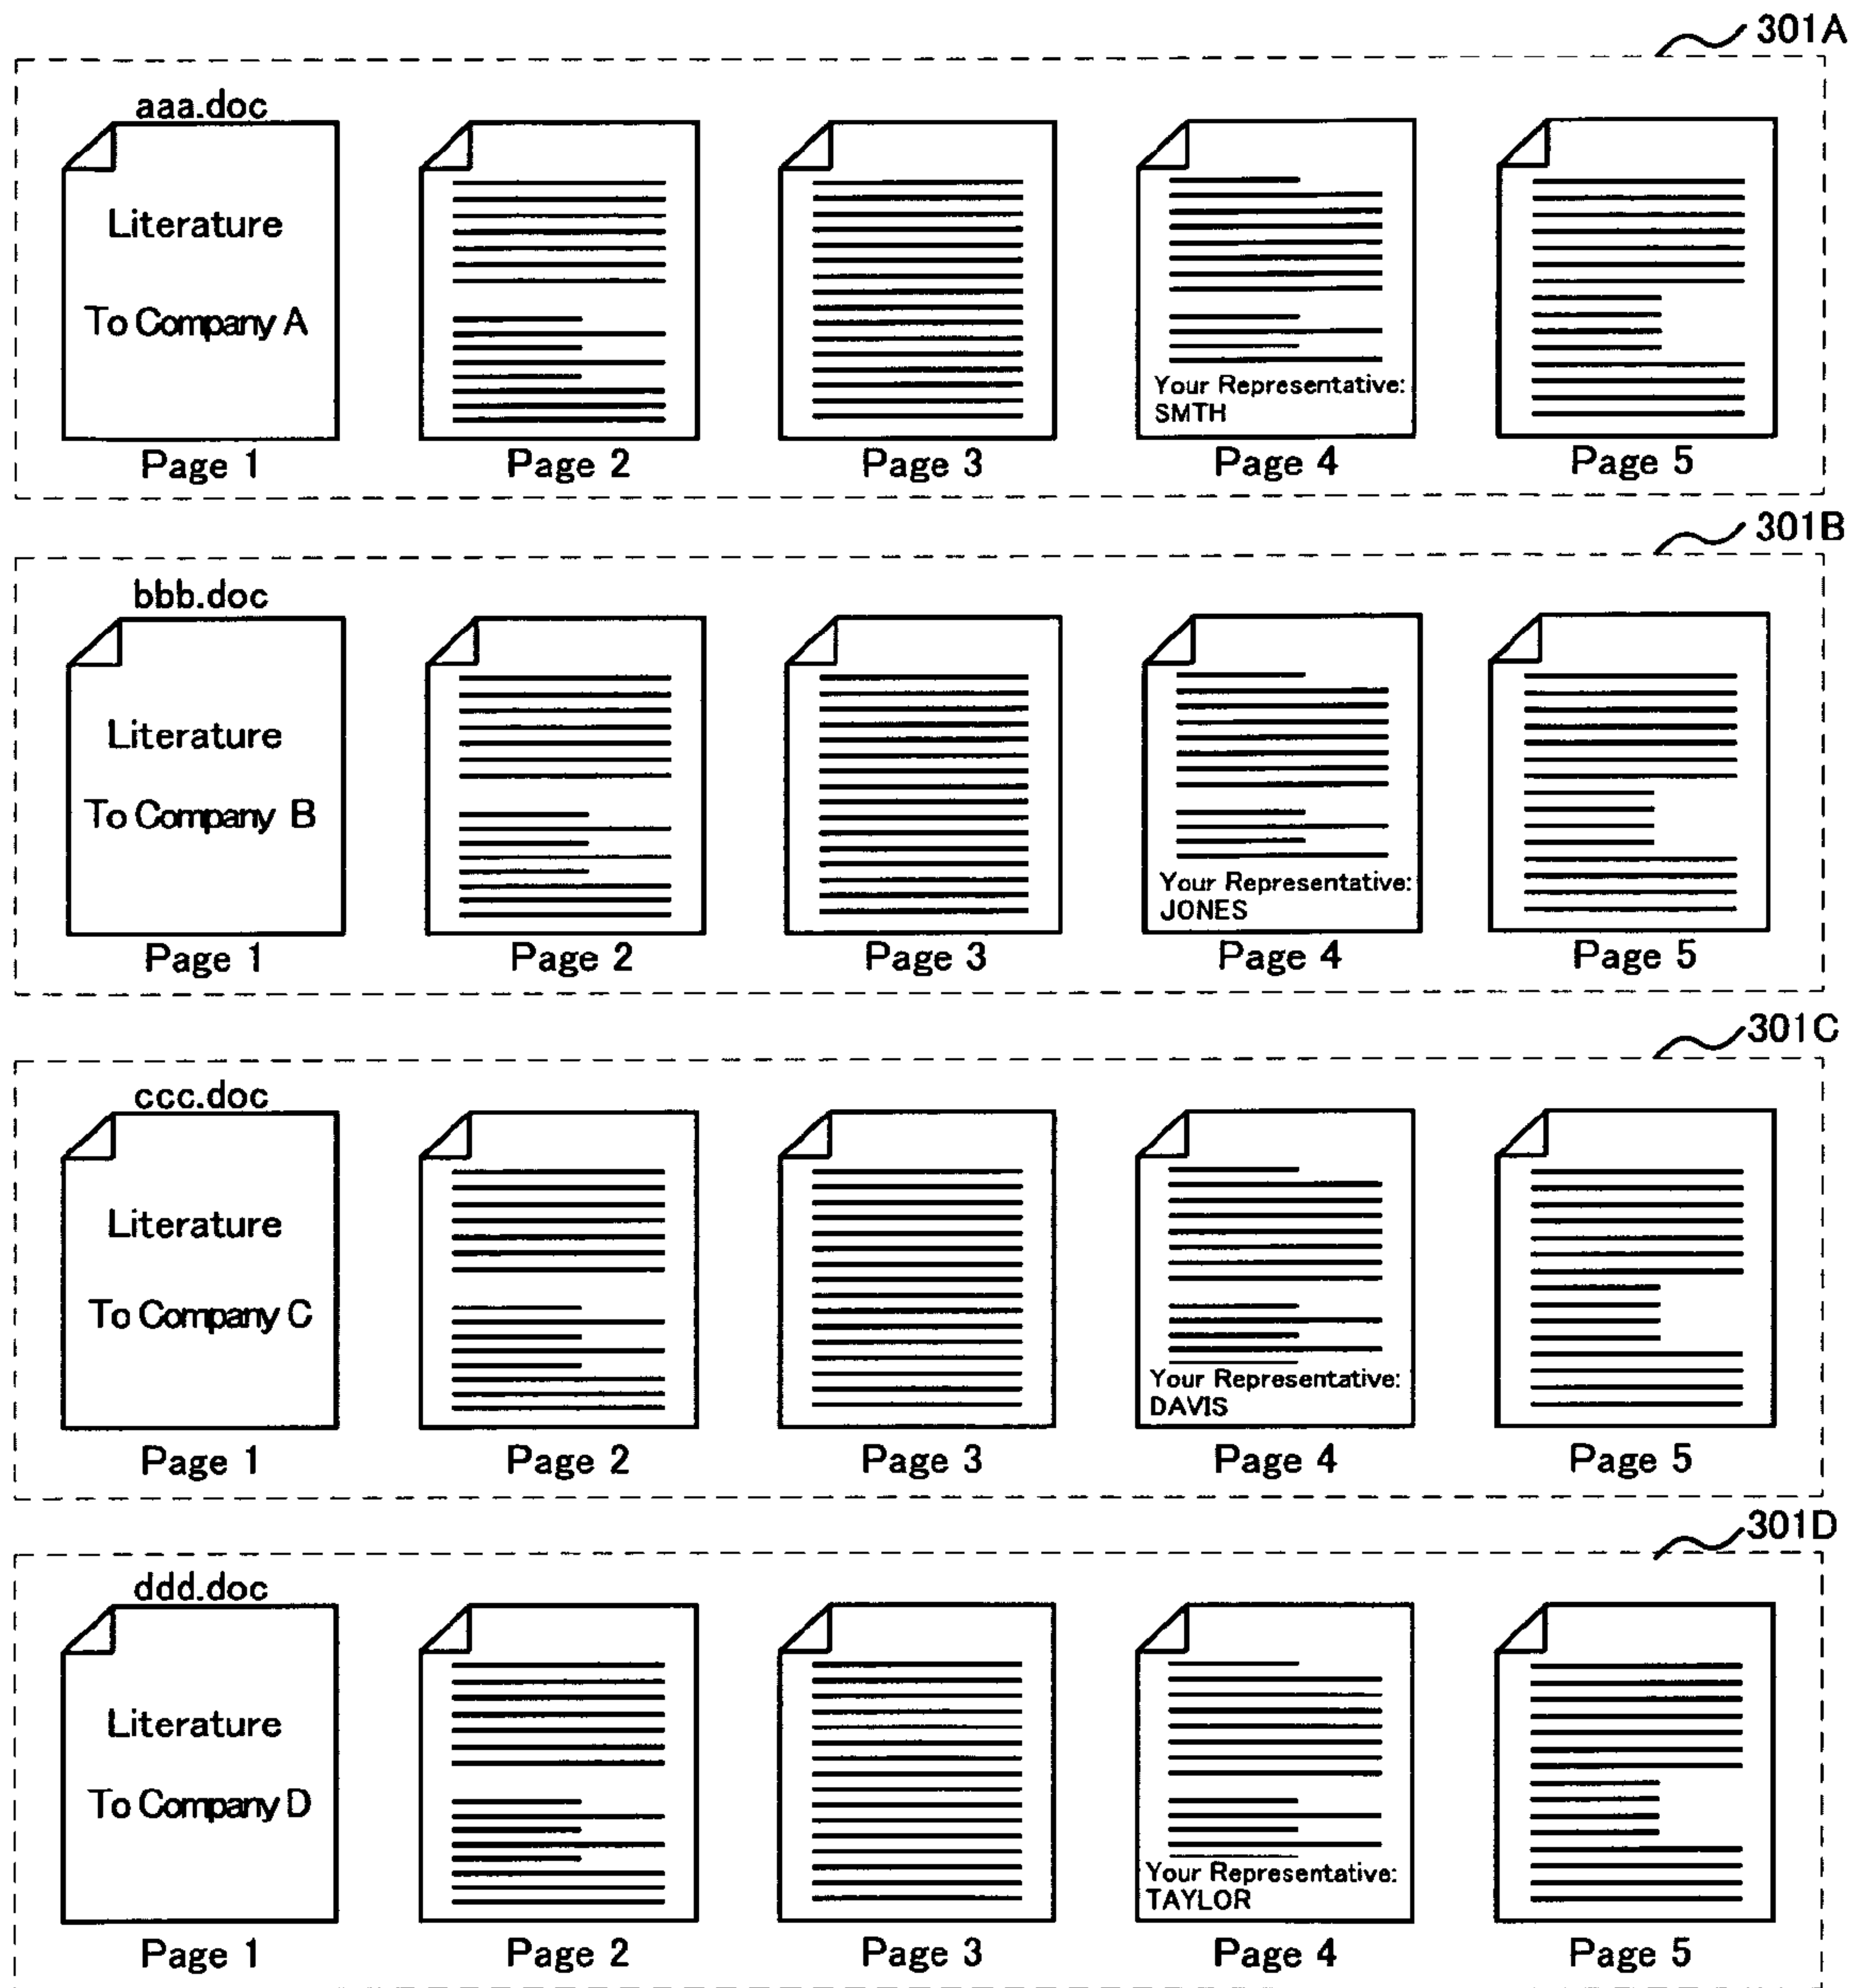 301A
aaa.doc
Literature
To Company A
Your Representative:
SMTH
Page 1
Page 2
Page 3
Page 4
Page 5
301B
bbb.doc
Literature
To Company B
Your Representative:
JONES
Page 1
Page 2
Page 3
Page 4
Page 5
301C
ccc.doc
Literature
To Company C
Your Representative:
DAVIS
Page 1
Page 2
Page 3
Page 4
Page 5
301D
ddd.doc
Literature
To Company D
Your Representative:
TAYLOR
Page 1
Page 2
Page 3
Page 4
Page 5